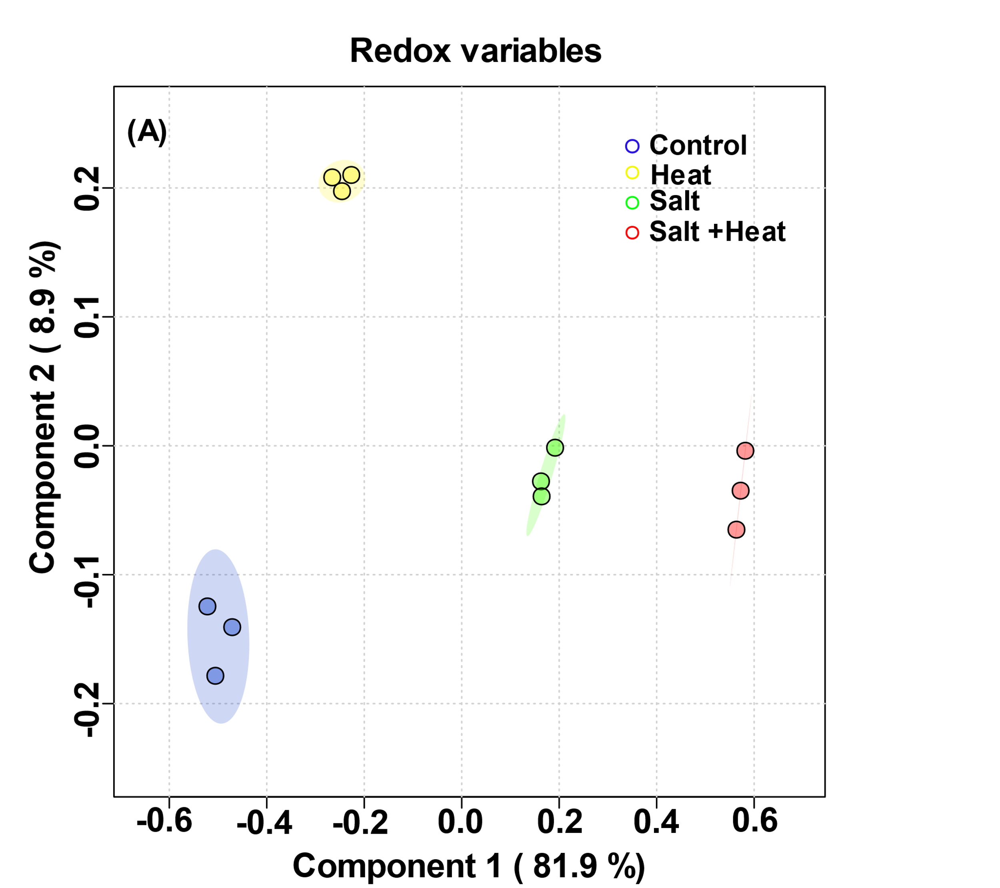 Redox variables
(A)
Control
Heat
Salt
Salt +Heat
Component 2 ( 8.9 %)
0.2
0.1
0.0
-0.1
-0.2
-0.6 -0.4 -0.2 0.0 0.2 0.4 0.6
Component 1 ( 81.9 %)